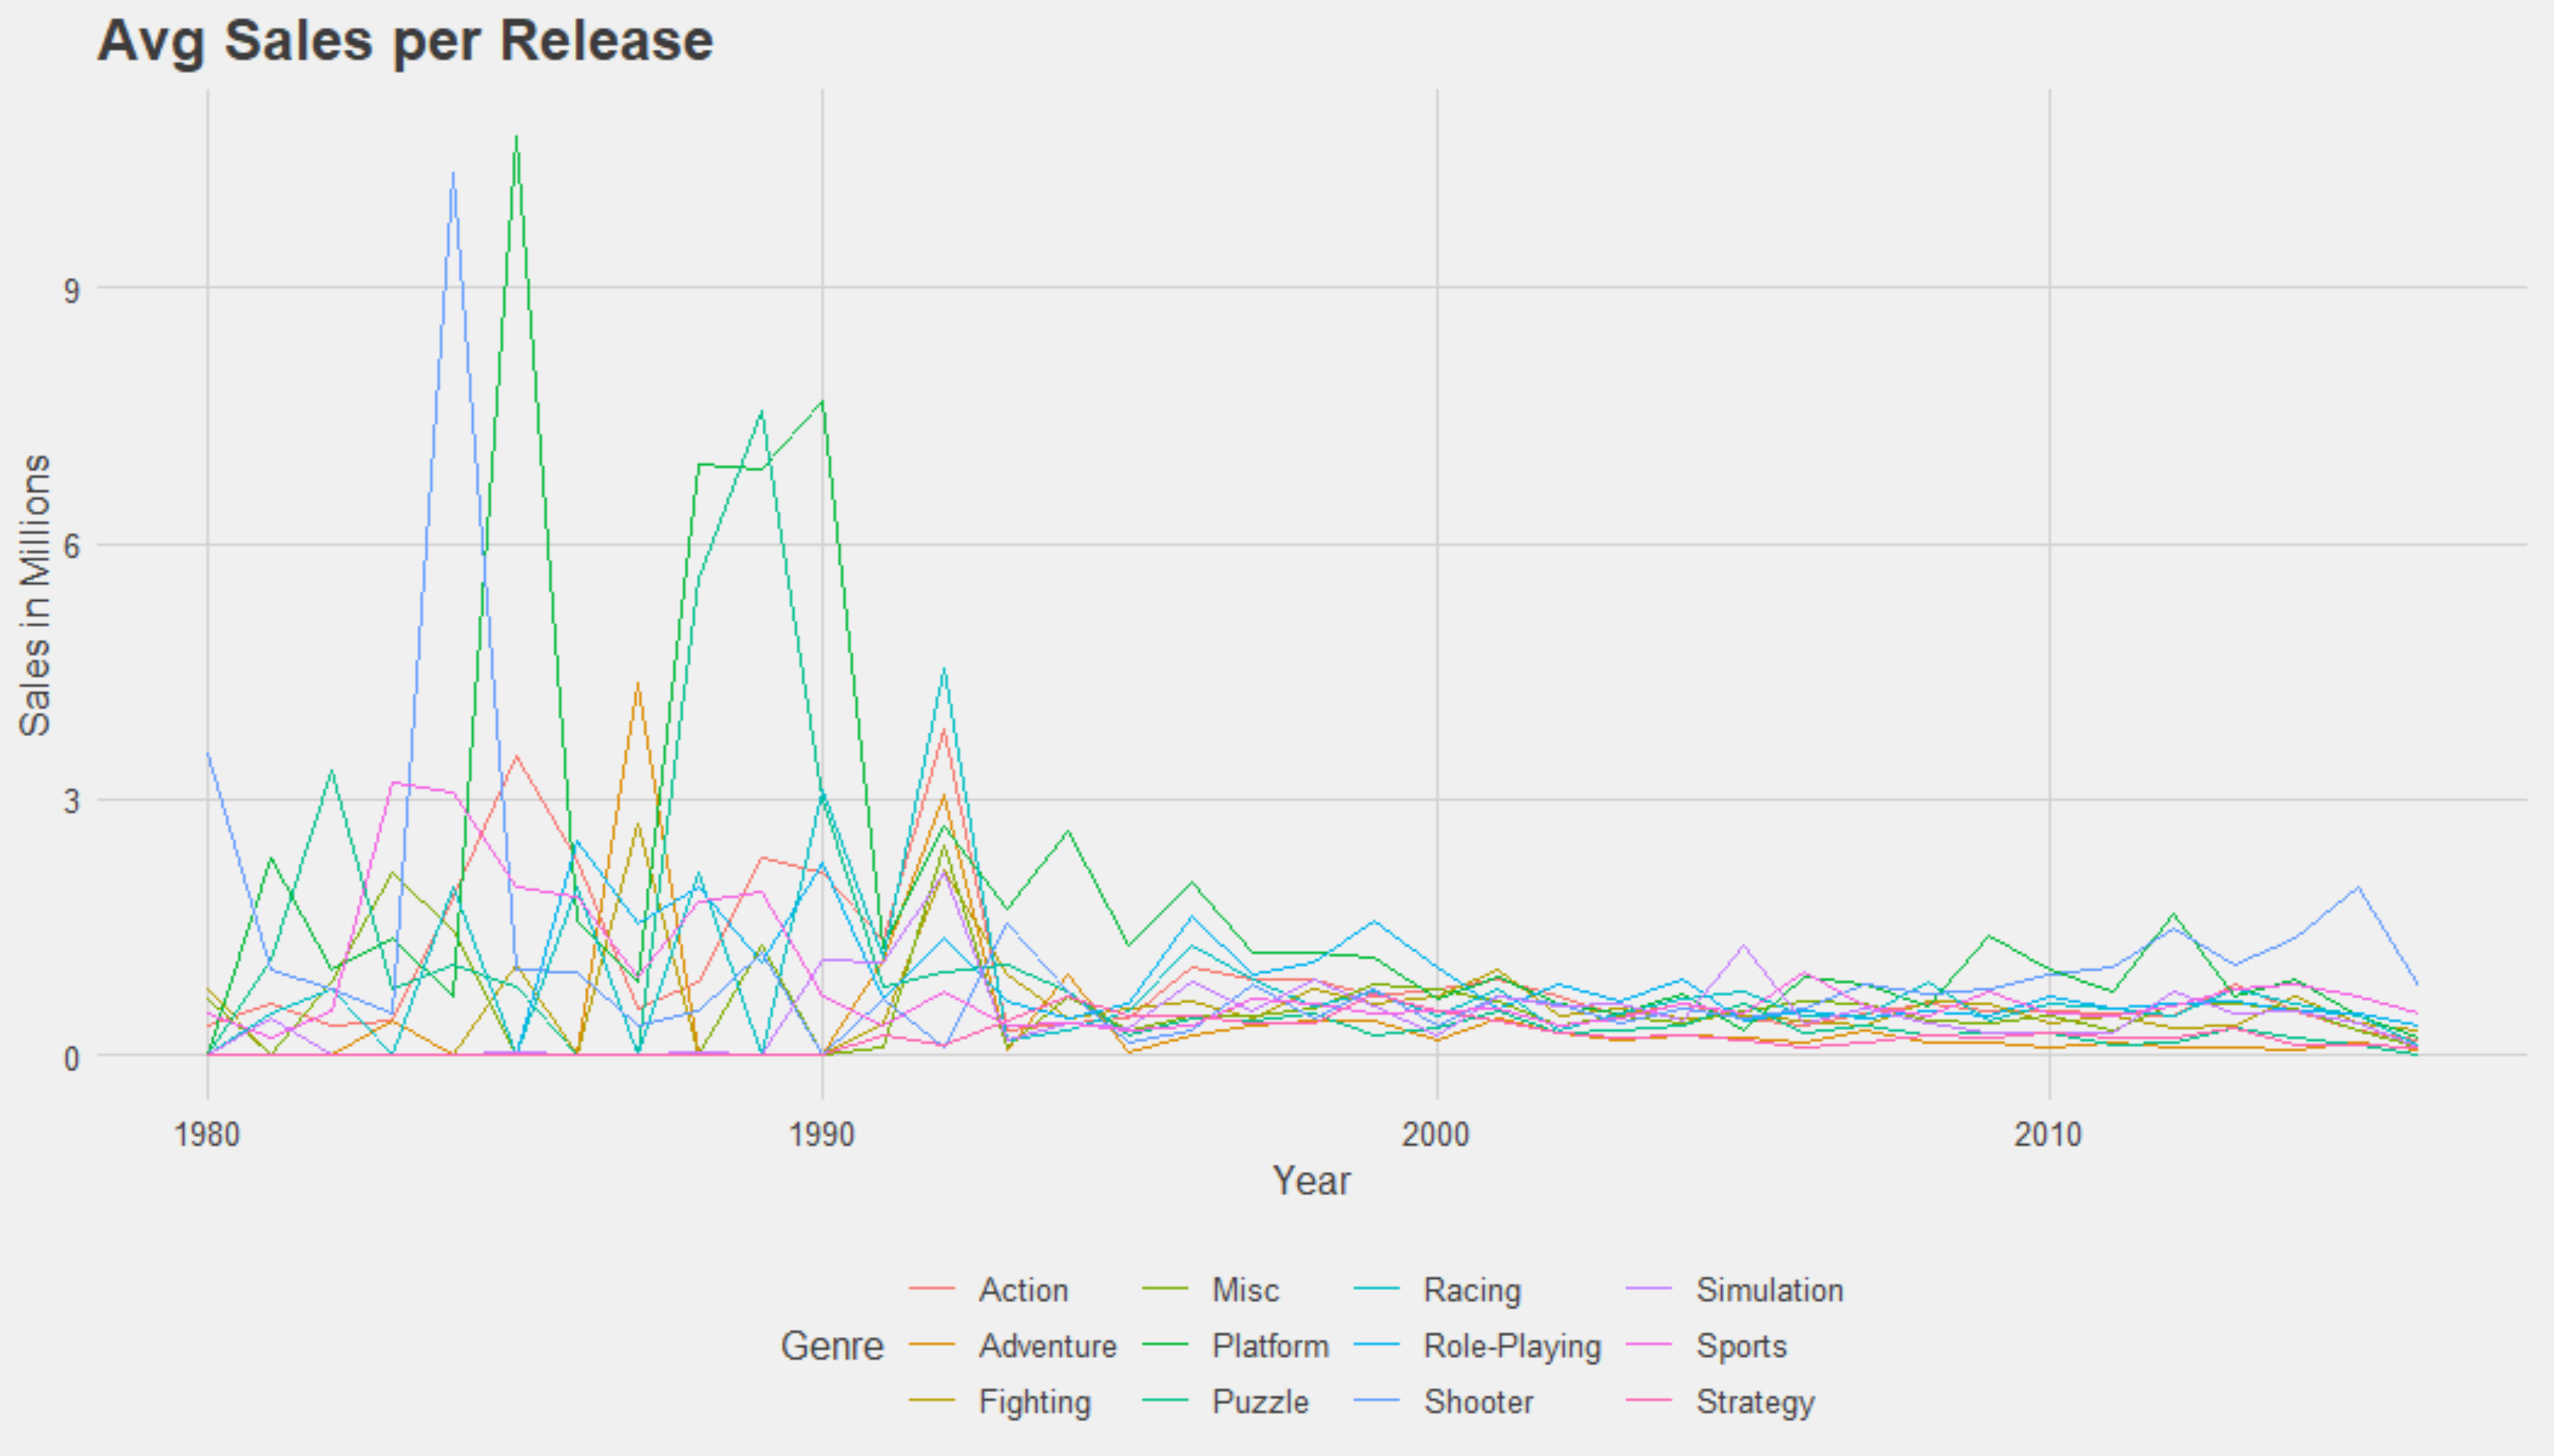 Avg Sales per Release
Sales in Millions
9
6
3
0
1980 1990 2000 2010
Year
Genre
Action Misc Racing Simulation
Adventure Platform Role-Playing Sports
Fighting Puzzle Shooter Strategy